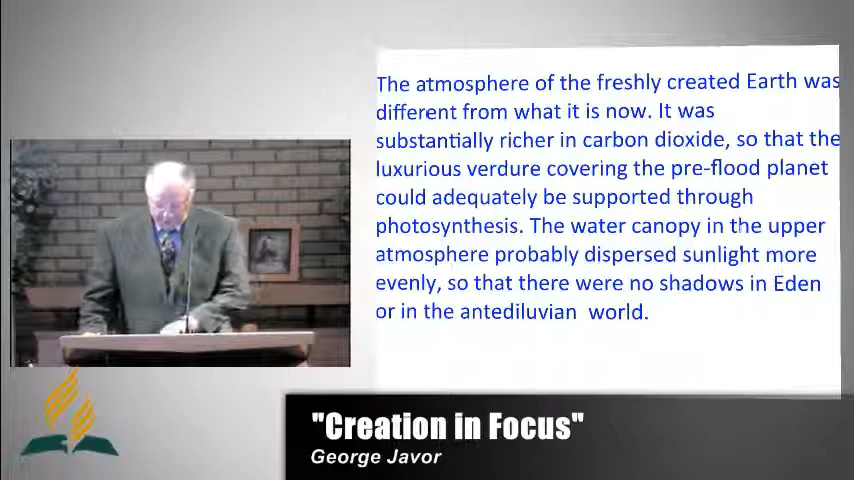 The atmosphere of the freshly created Earth was
different from what it is now. It was
substantially richer in carbon dioxide, so that the
luxurious verdure covering the pre-flood planet
could adequately be supported through
photosynthesis. The water canopy in the upper
atmosphere probably dispersed sunlight more
evenly, so that there were no shadows in Eden
or in the antediluvian world.
"Creation in Focus"
George Javor